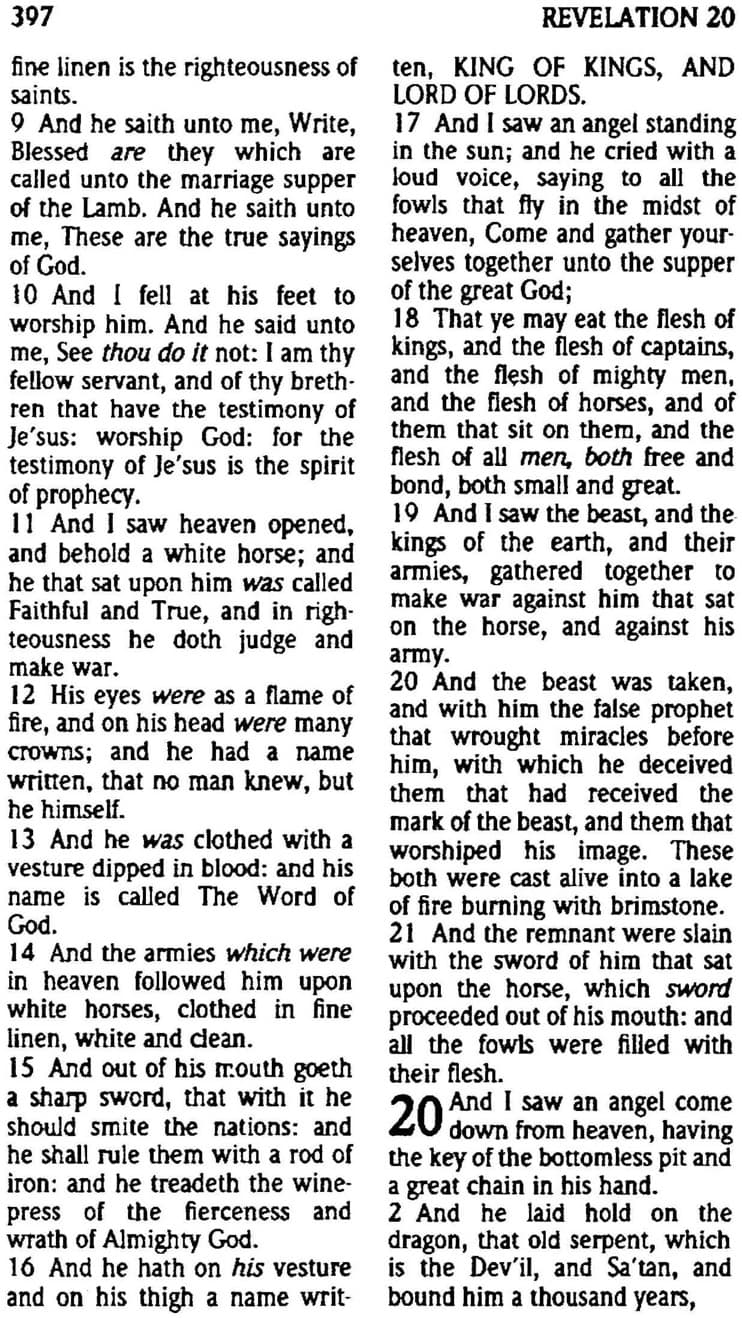 397
REVELATION 20
fine linen is the righteousness of
saints.
9 And he saith unto me, Write,
Blessed are they which are
called unto the marriage supper
of the Lamb. And he saith unto
me, These are the true sayings
of God.
10 And I fell at his feet to
worship him. And he said unto
me, See thou do it not: I am thy
fellow servant, and of thy breth-
ren that have the testimony of
Je′sus: worship God: for the
testimony of Je′sus is the spirit
of prophecy.
11 And I saw heaven opened,
and behold a white horse; and
he that sat upon him was called
Faithful and True, and in righ-
teousness he doth judge and
make war.
12 His eyes were as a flame of
fire, and on his head were many
crowns; and he had a name
written, that no man knew, but
he himself.
13 And he was clothed with a
vesture dipped in blood: and his
name is called The Word of
God.
14 And the armies which were
in heaven followed him upon
white horses, clothed in fine
linen, white and clean.
15 And out of his mouth goeth
a sharp sword, that with it he
should smite the nations: and
he shall rule them with a rod of
iron: and he treadeth the wine-
press of the fierceness and
wrath of Almighty God.
16 And he hath on his vesture
and on his thigh a name writ-
ten, KING OF KINGS, AND
LORD OF LORDS.
17 And I saw an angel standing
in the sun; and he cried with a
loud voice, saying to all the
fowls that fly in the midst of
heaven, Come and gather your-
selves together unto the supper
of the great God;
18 That ye may eat the flesh of
kings, and the flesh of captains,
and the flesh of mighty men,
and the flesh of horses, and of
them that sit on them, and the
flesh of all men, both free and
bond, both small and great.
19 And I saw the beast, and the
kings of the earth, and their
armies, gathered together to
make war against him that sat
on the horse, and against his
army.
20 And the beast was taken,
and with him the false prophet
that wrought miracles before
him, with which he deceived
them that had received the
mark of the beast, and them that
worshiped his image. These
both were cast alive into a lake
of fire burning with brimstone.
21 And the remnant were slain
with the sword of him that sat
upon the horse, which sword
proceeded out of his mouth: and
all the fowls were filled with
their flesh.
20 And I saw an angel come
down from heaven, having
the key of the bottomless pit and
a great chain in his hand.
2 And he laid hold on the
dragon, that old serpent, which
is the Dev′il, and Sa′tan, and
bound him a thousand years,